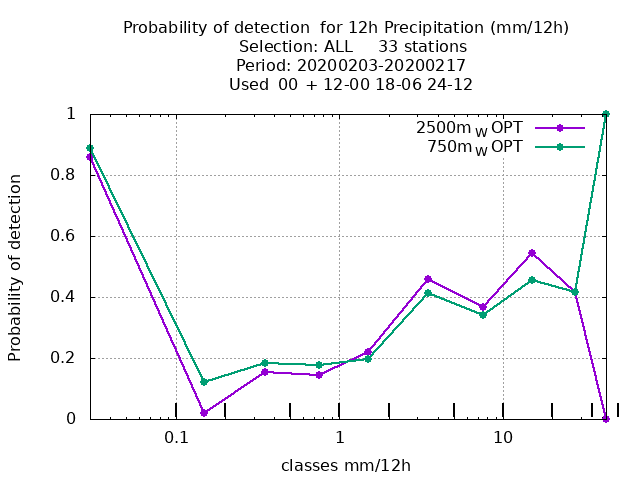 Probability of detection  for 12h Precipitation (mm/12h)
Selection: ALL     33 stations
Period: 20200203-20200217
Used  00  + 12-00 18-06 24-12
2500m W OPT
750m W OPT
1
0.8
0.6
0.4
0.2
0
Probability of detection
0.1
1
10
classes mm/12h